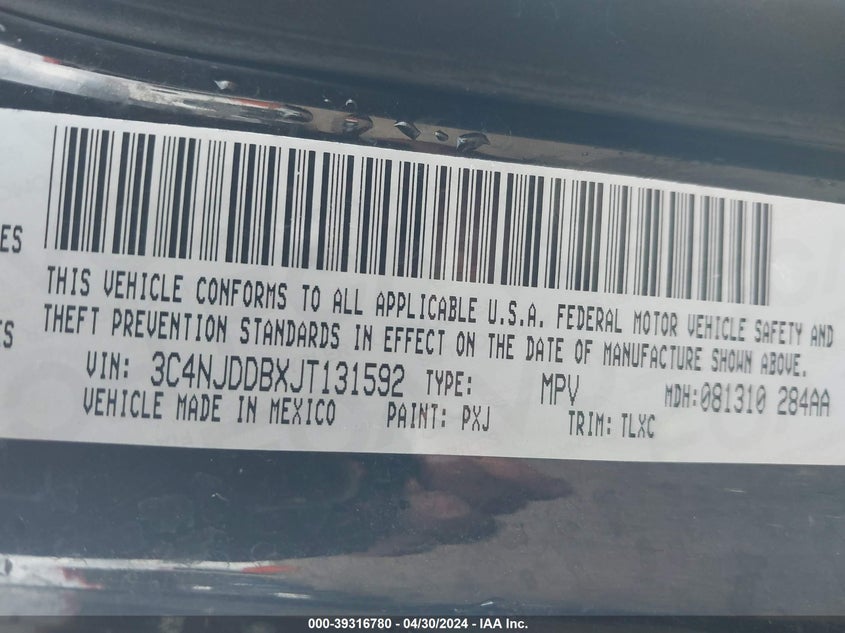 ES
THIS VEHICLE CONFORMS TO ALL APPLICABLE U.S.A. FEDERAL MOTOR VEHICLE SAFETY AND
S THEFT PREVENTION STANDARDS IN EFFECT ON THE DATE OF MANUFACTURE SHOWN ABOVE.
VIN: 3C4NJDDBXJT131592 TYPE: MPV MDH:081310 284AA
VEHICLE MADE IN MEXICO PAINT: PXJ TRIM: TLXC
000-39316780 - 04/30/2024 - IAA Inc.